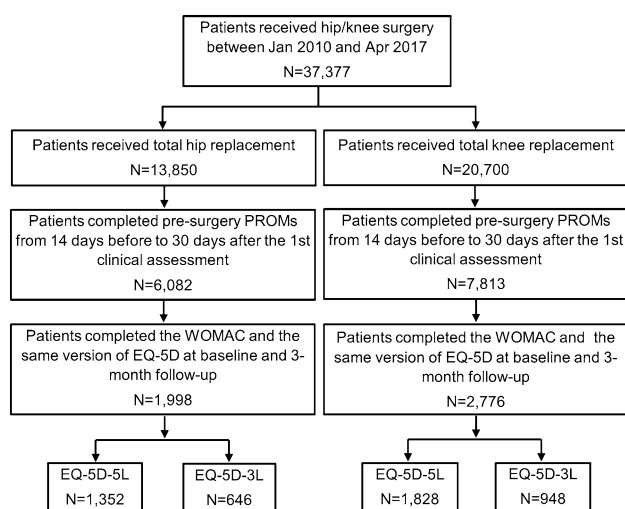 Patients received hip/knee surgery
between Jan 2010 and Apr 2017
N=37,377
Patients received total hip replacement
N=13,850
Patients received total knee replacement
N=20,700
Patients completed pre-surgery PROMs
from 14 days before to 30 days after the 1st
clinical assessment
N=6,082
Patients completed pre-surgery PROMs
from 14 days before to 30 days after the 1st
clinical assessment
N=7,813
Patients completed the WOMAC and the
same version of EQ-5D at baseline and 3-
month follow-up
N=1,998
Patients completed the WOMAC and the
same version of EQ-5D at baseline and 3-
month follow-up
N=2,776
EQ-5D-5L
N=1,352
EQ-5D-3L
N=646
EQ-5D-5L
N=1,828
EQ-5D-3L
N=948